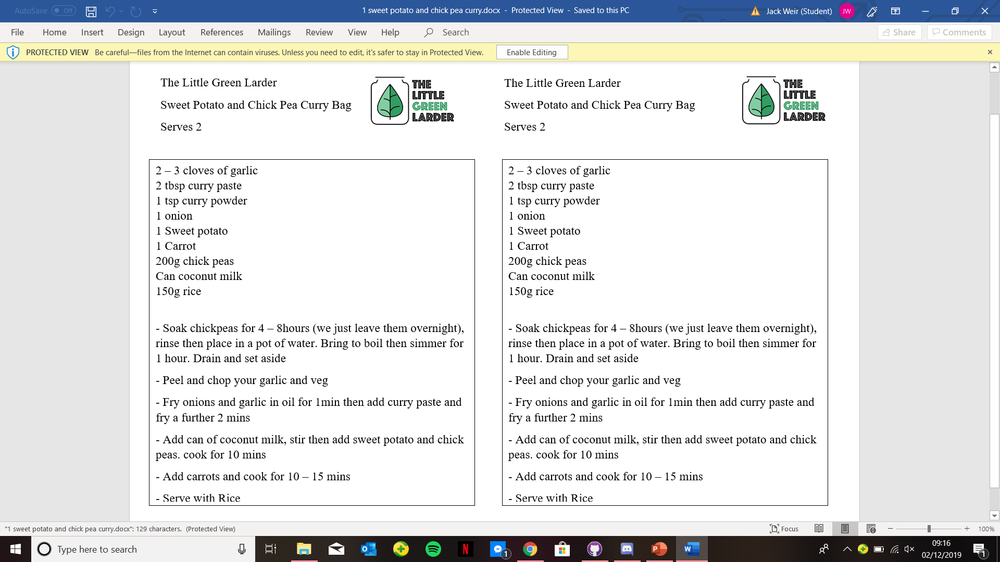 AutoSave Off
1 sweet potato and chick pea curry.docx - Protected View - Saved to this PC
Jack Weir (Student)
JW
File Home Insert Design Layout References Mailings Review View Help Search
Share Comments
PROTECTED VIEW Be careful—files from the Internet can contain viruses. Unless you need to edit, it's safer to stay in Protected View. Enable Editing
The Little Green Larder
Sweet Potato and Chick Pea Curry Bag
Serves 2
THE
LITTLE
GREEN
LARDER
2 – 3 cloves of garlic
2 tbsp curry paste
1 tsp curry powder
1 onion
1 Sweet potato
1 Carrot
200g chick peas
Can coconut milk
150g rice
- Soak chickpeas for 4 – 8hours (we just leave them overnight),
rinse then place in a pot of water. Bring to boil then simmer for
1 hour. Drain and set aside
- Peel and chop your garlic and veg
- Fry onions and garlic in oil for 1min then add curry paste and
fry a further 2 mins
- Add can of coconut milk, stir then add sweet potato and chick
peas. cook for 10 mins
- Add carrots and cook for 10 – 15 mins
- Serve with Rice
The Little Green Larder
Sweet Potato and Chick Pea Curry Bag
Serves 2
THE
LITTLE
GREEN
LARDER
2 – 3 cloves of garlic
2 tbsp curry paste
1 tsp curry powder
1 onion
1 Sweet potato
1 Carrot
200g chick peas
Can coconut milk
150g rice
- Soak chickpeas for 4 – 8hours (we just leave them overnight),
rinse then place in a pot of water. Bring to boil then simmer for
1 hour. Drain and set aside
- Peel and chop your garlic and veg
- Fry onions and garlic in oil for 1min then add curry paste and
fry a further 2 mins
- Add can of coconut milk, stir then add sweet potato and chick
peas. cook for 10 mins
- Add carrots and cook for 10 – 15 mins
- Serve with Rice
"1 sweet potato and chick pea curry.docx": 129 characters. (Protected View)
Focus
100%
Type here to search
1
09:16
02/12/2019
1